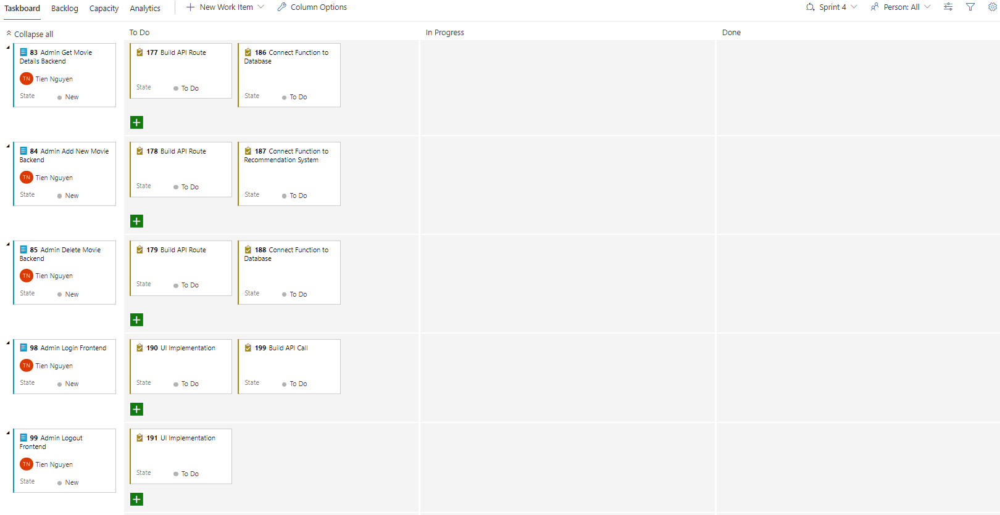 Taskboard Backlog Capacity Analytics New Work Item Column Options Sprint 4 Person: All
Collapse all To Do In Progress Done
83 Admin Get Movie
Details Backend
TN Tien Nguyen
State New
177 Build API Route
State To Do
186 Connect Function to
Database
State To Do
84 Admin Add New Movie
Backend
TN Tien Nguyen
State New
178 Build API Route
State To Do
187 Connect Function to
Recommendation System
State To Do
85 Admin Delete Movie
Backend
TN Tien Nguyen
State New
179 Build API Route
State To Do
188 Connect Function to
Database
State To Do
98 Admin Login Frontend
TN Tien Nguyen
State New
190 UI Implementation
State To Do
199 Build API Call
State To Do
99 Admin Logout
Frontend
TN Tien Nguyen
State New
191 UI Implementation
State To Do